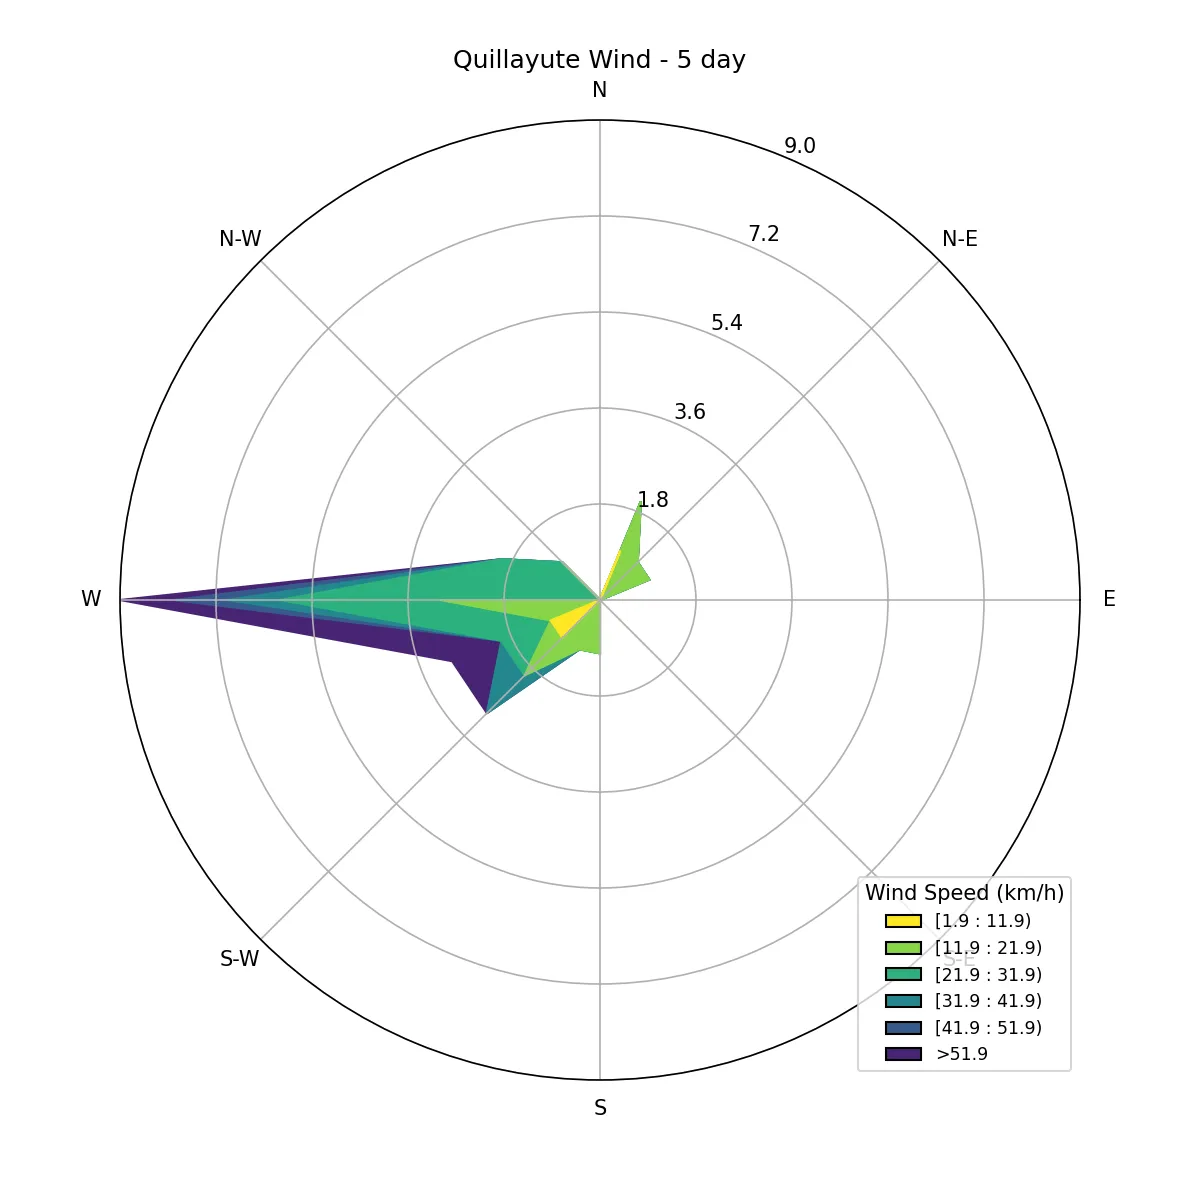 Quillayute Wind - 5 day
N
9.0
N-W
7.2
N-E
5.4
3.6
1.8
W
E
S-W
S-E
S
Wind Speed (km/h)
[1.9 : 11.9)
[11.9 : 21.9)
[21.9 : 31.9)
[31.9 : 41.9)
[41.9 : 51.9)
>51.9